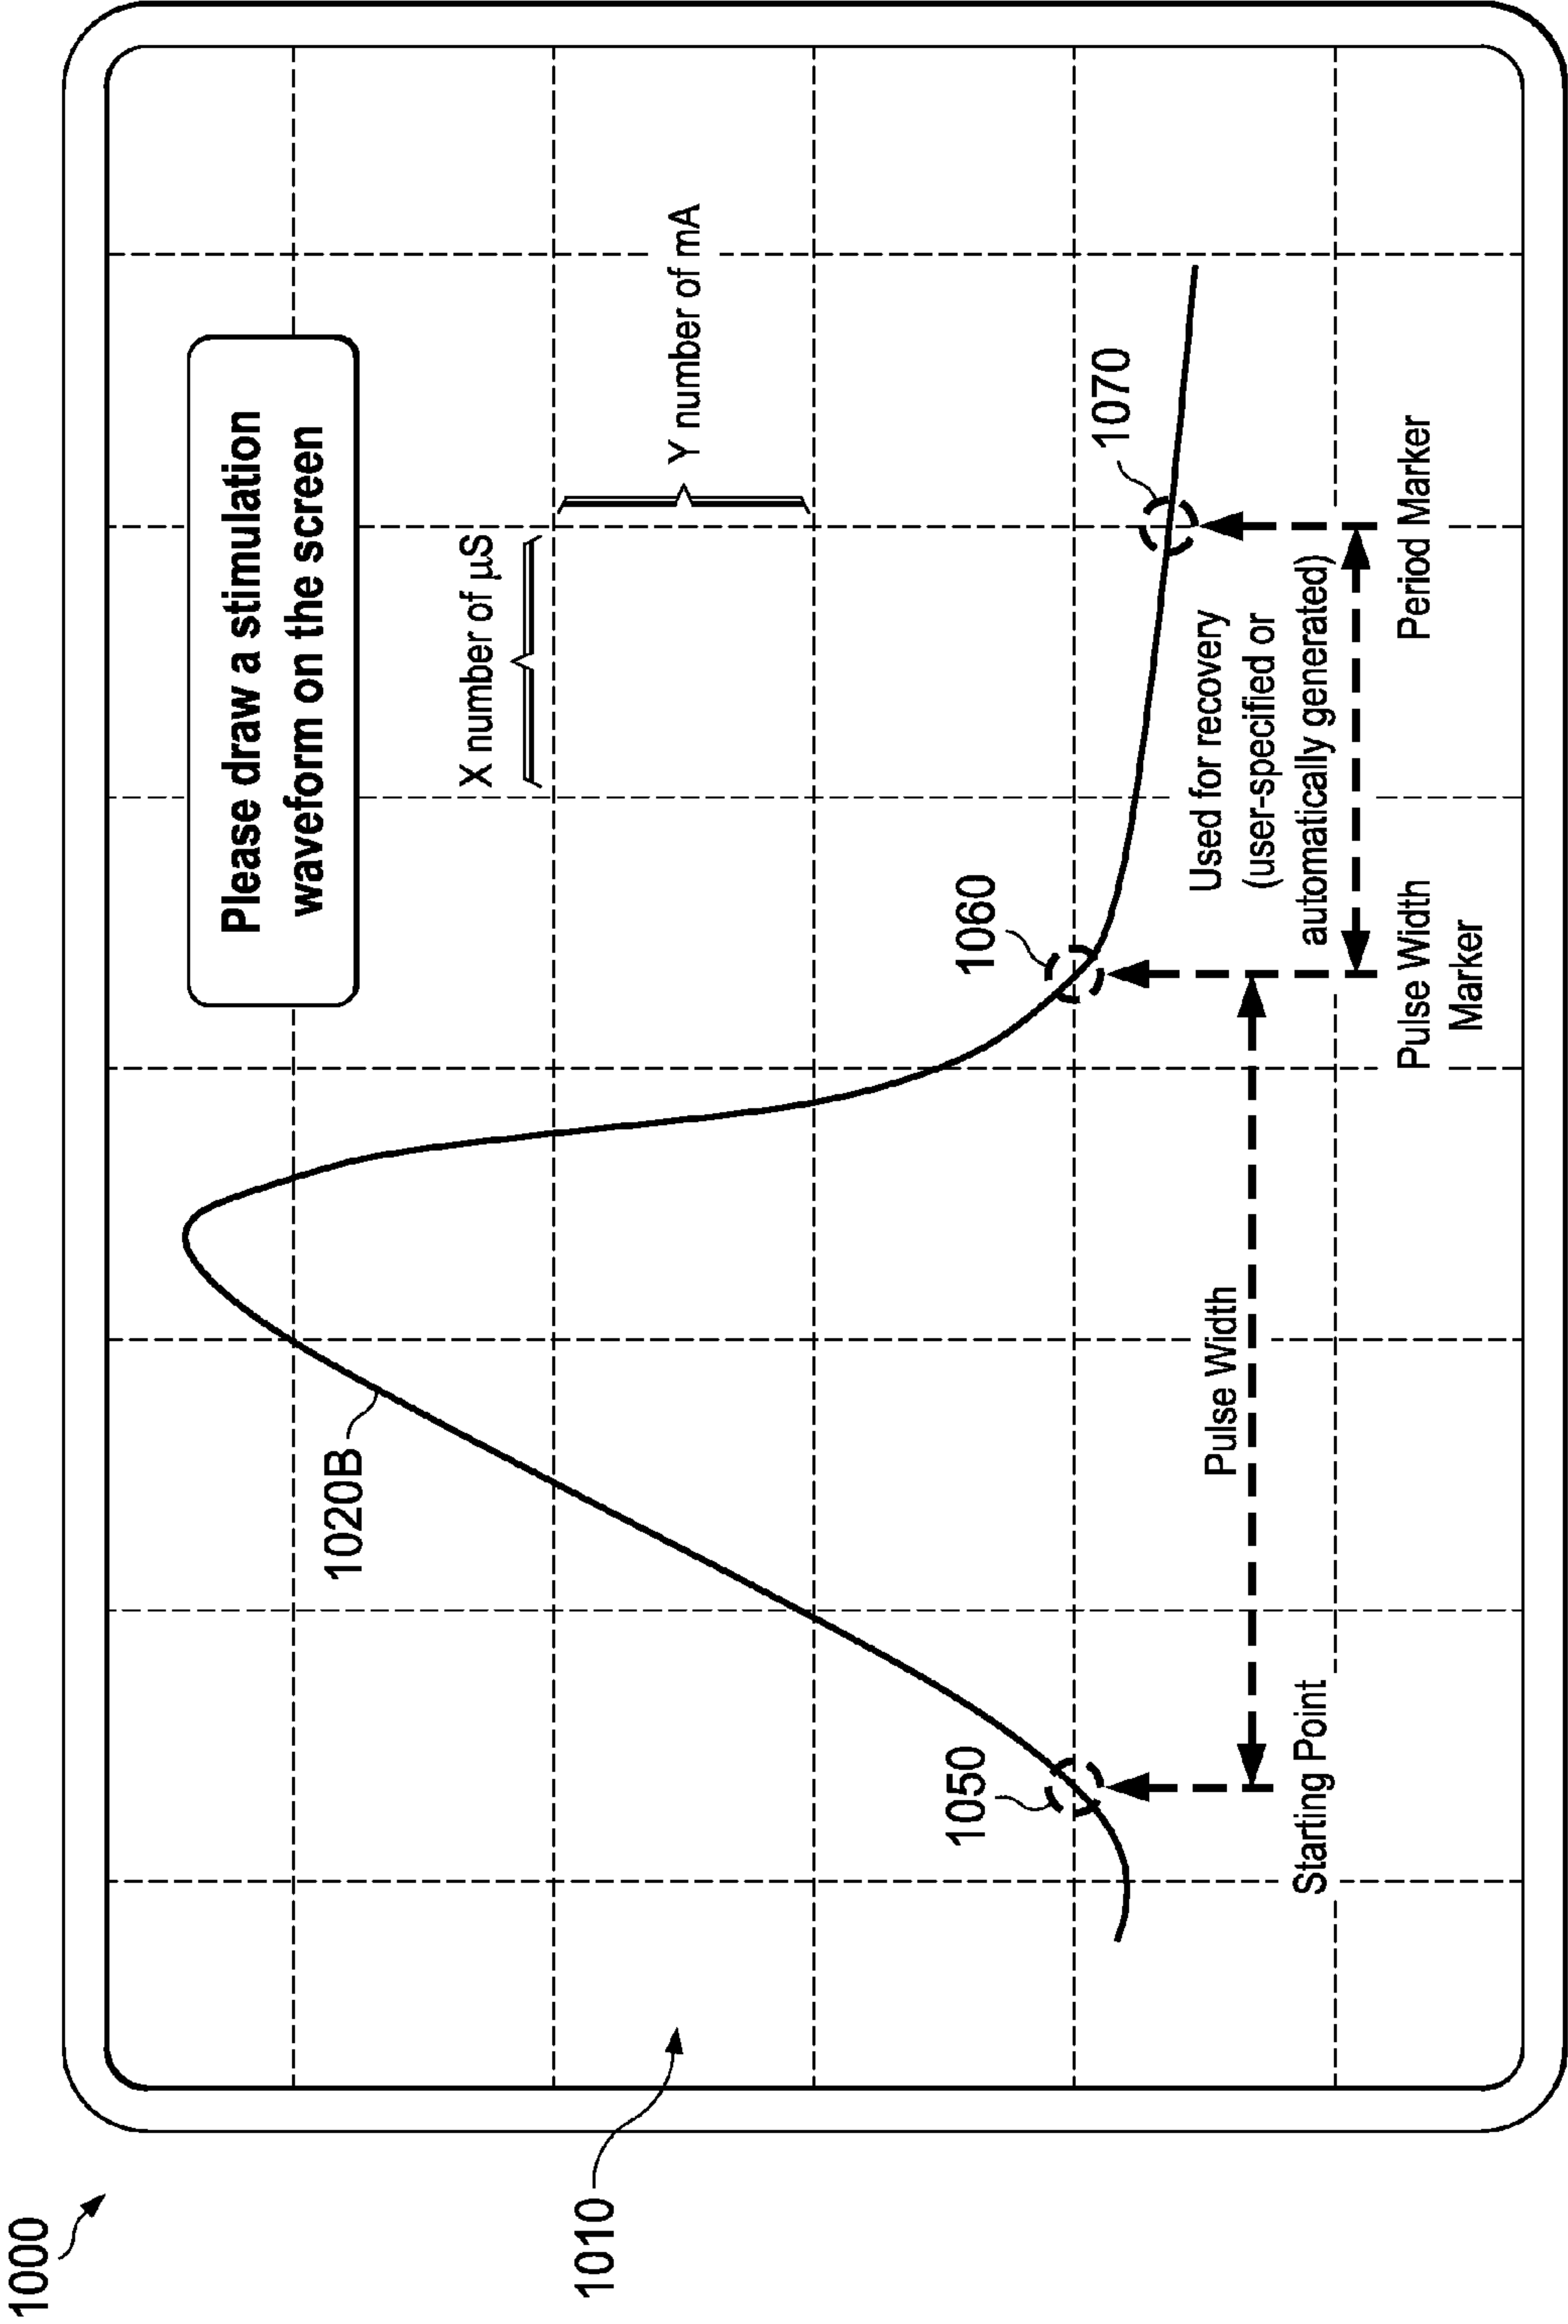 1000
1010
Please draw a stimulation
waveform on the screen
1020B
X number of µS
Y number of mA
1050
1060
1070
Pulse Width
Used for recovery
(user-specified or
automatically generated)
Starting Point
Pulse Width
Marker
Period Marker